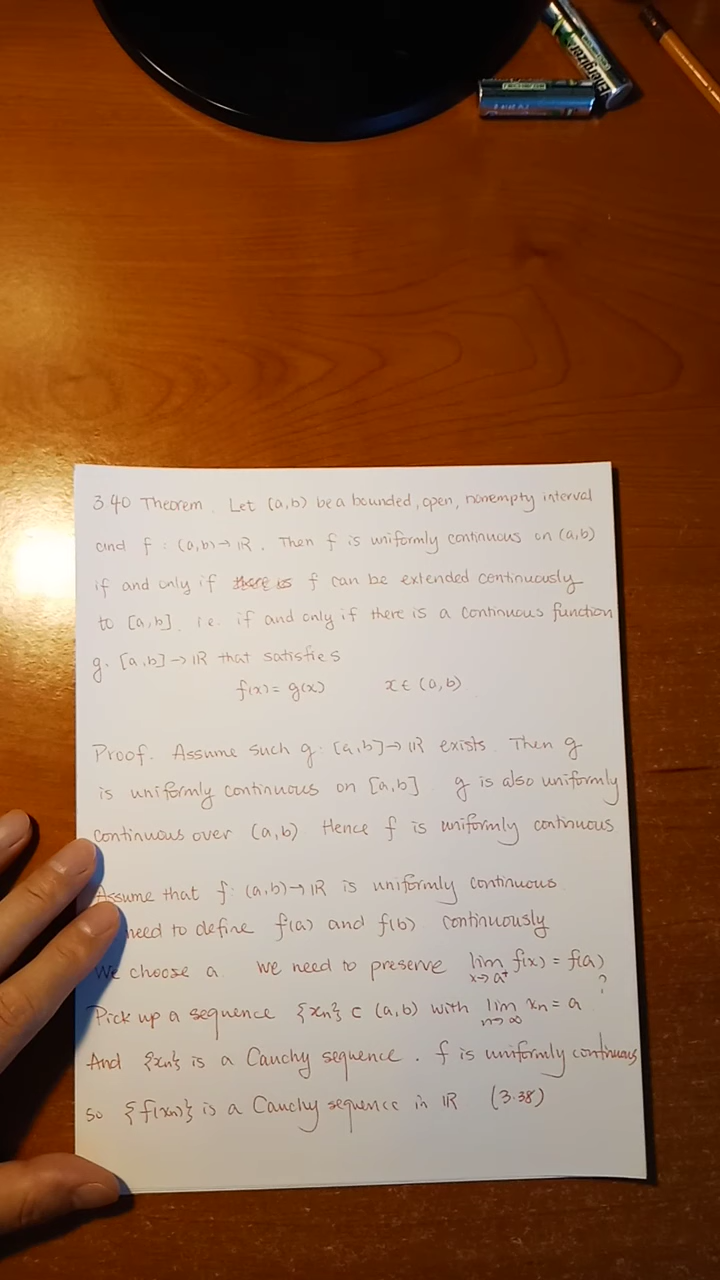 Energizer
3.40 Theorem. Let (a,b) be a bounded, open, nonempty interval
and f : (a,b) → ℝ. Then f is uniformly continuous on (a,b)
if and only if there is f can be extended continuously
to [a,b]. i.e. if and only if there is a continuous function
g: [a,b] → ℝ that satisfies
f(x) = g(x) x ∈ (a,b)
Proof. Assume such g: [a,b] → ℝ exists. Then g
is uniformly continuous on [a,b] g is also uniformly
continuous over (a,b) Hence f is uniformly continuous
Assume that f: (a,b) → ℝ is uniformly continuous
need to define f(a) and f(b) continuously
We choose a. We need to preserve lim x→a⁺ f(x) = f(a)
?
Pick up a sequence {xn} ⊂ (a,b) with lim n→∞ xn = a
And {xn} is a Cauchy sequence. f is uniformly continuous
so {f(xn)} is a Cauchy sequence in ℝ (3.38)